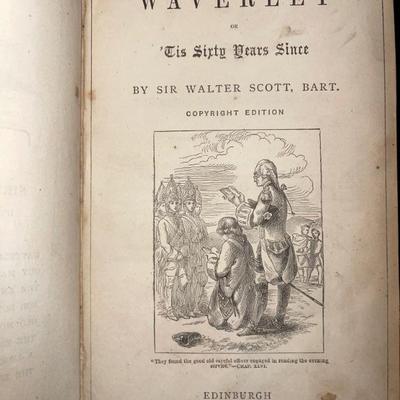 WAVERLEY
OR
'Tis Sixty Years Since
BY SIR WALTER SCOTT, BART.
COPYRIGHT EDITION
"They found the good old careful officer engaged in reading the evening
service."—CHAP. XLVI.
EDINBURGH